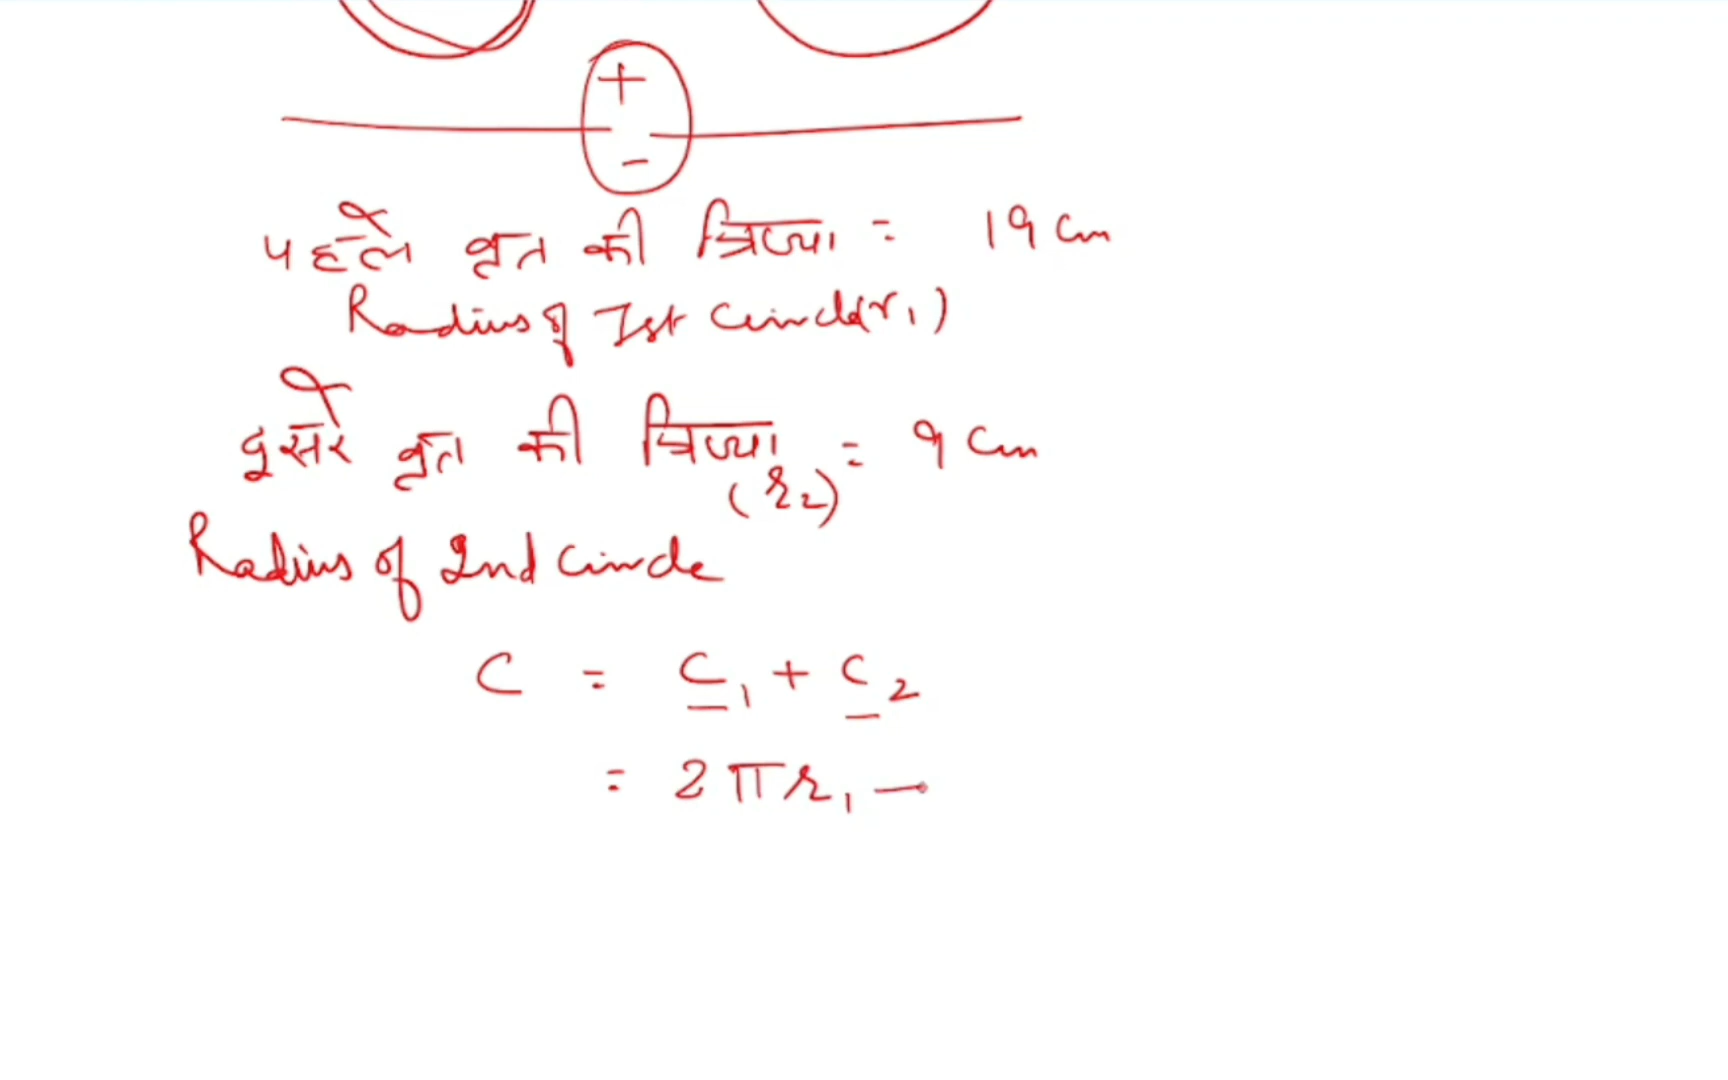 +
-
पहले वृत की त्रिज्या = 19 cm
Radius of Ist Circle(r₁)
दुसरे वृत की त्रिज्या = 9 cm
(r₂)
Radius of 2nd Circle
C = C₁ + C₂
= 2πr₁ -